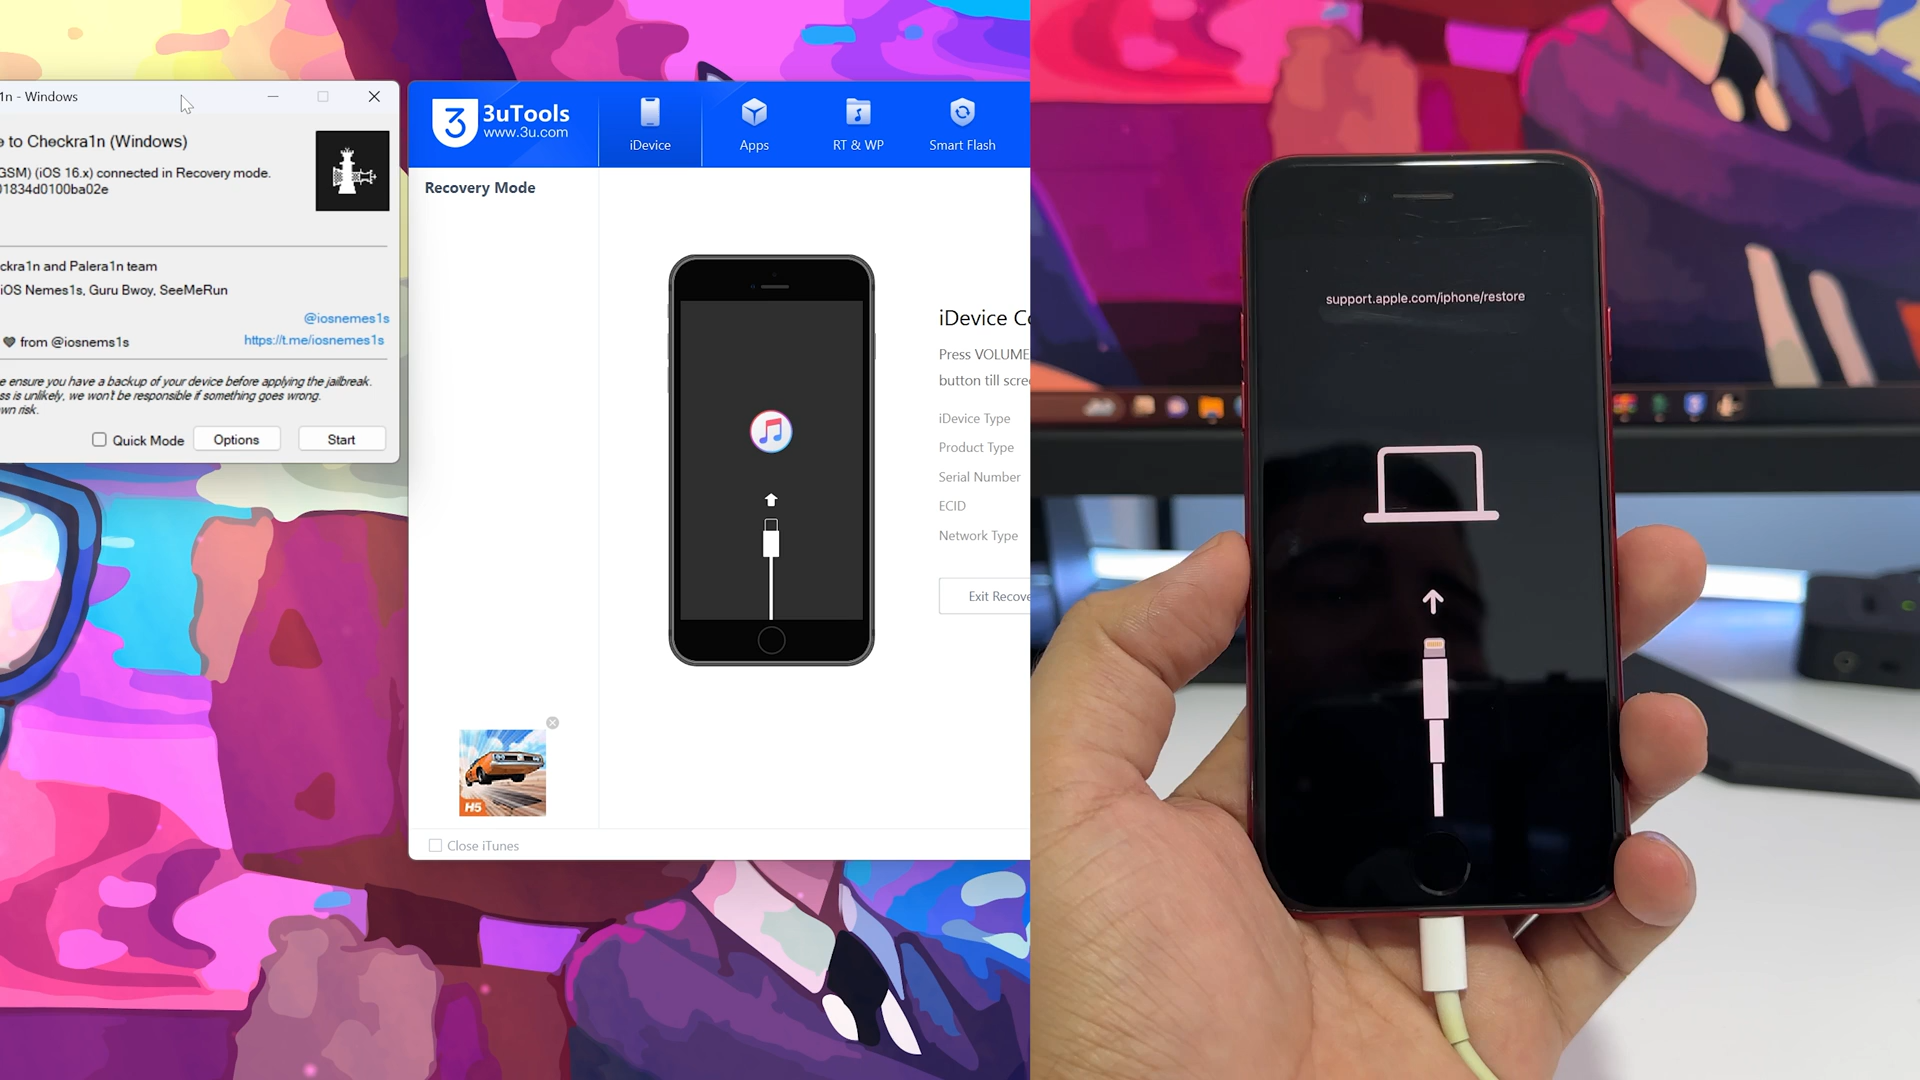 1n - Windows
e to Checkra1n (Windows)
GSM) (iOS 16.x) connected in Recovery mode.
01834d0100ba02e
ckra1n and Palera1n team
iOS Nemes1s, Guru Bwoy, SeeMeRun
@iosnemes1s
from @iosnems1s
https://t.me/iosnemes1s
e ensure you have a backup of your device before applying the jailbreak.
ss is unlikely, we won't be responsible if something goes wrong.
wn risk.
Quick Mode
Options
Start
3
3uTools
www.3u.com
iDevice
Apps
RT & WP
Smart Flash
Recovery Mode
iDevice Co
Press VOLUME
button till scree
iDevice Type
Product Type
Serial Number
ECID
Network Type
Exit Recove
H5
Close iTunes
support.apple.com/iphone/restore